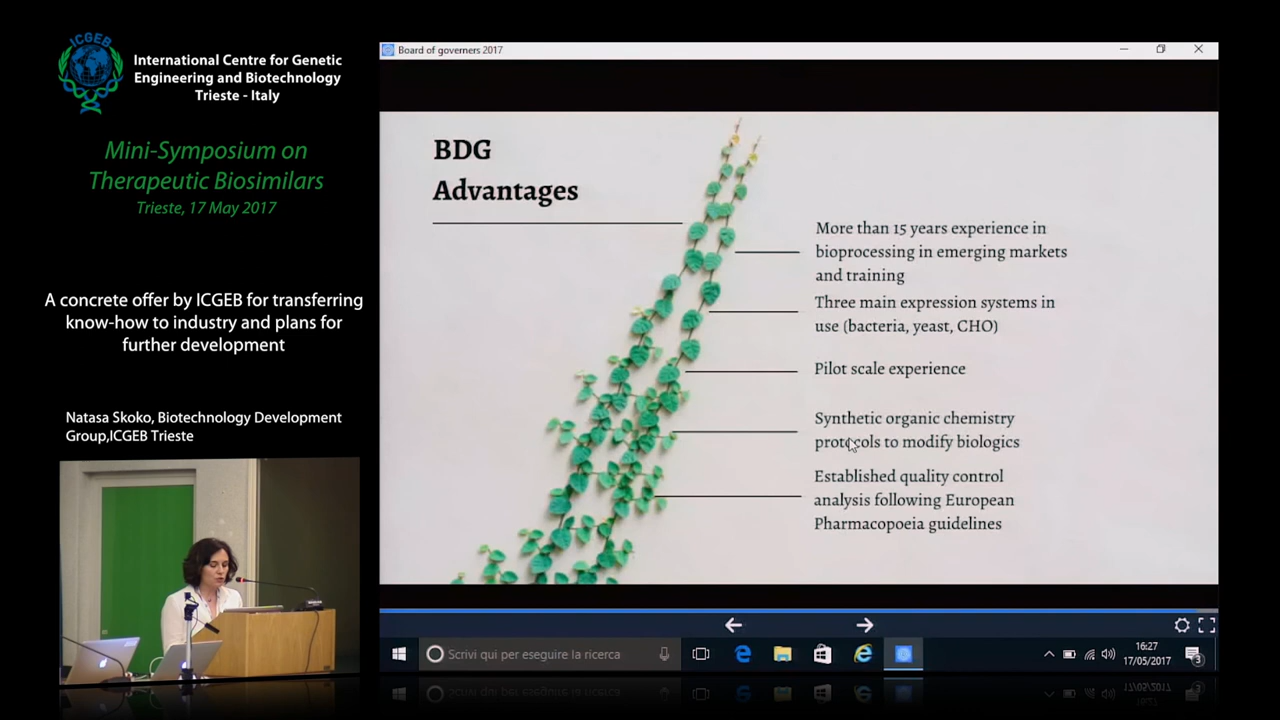 ICGEB
International Centre for Genetic
Engineering and Biotechnology
Trieste - Italy
Mini-Symposium on
Therapeutic Biosimilars
Trieste, 17 May 2017
A concrete offer by ICGEB for transferring
know-how to industry and plans for
further development
Natasa Skoko, Biotechnology Development
Group,ICGEB Trieste
Board of governers 2017
BDG
Advantages
More than 15 years experience in
bioprocessing in emerging markets
and training
Three main expression systems in
use (bacteria, yeast, CHO)
Pilot scale experience
Synthetic organic chemistry
protocols to modify biologics
Established quality control
analysis following European
Pharmacopoeia guidelines
Scrivi qui per eseguire la ricerca
16:27
17/05/2017
3